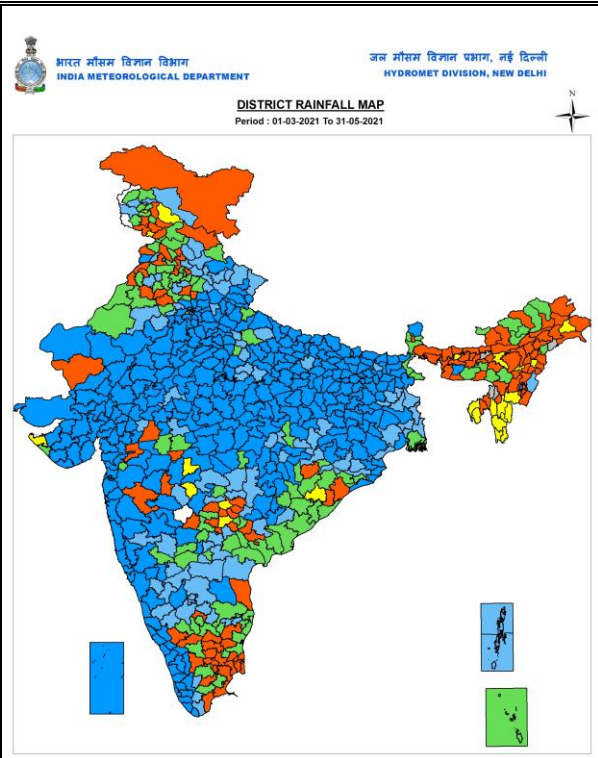 भारत मौसम विज्ञान विभाग
INDIA METEOROLOGICAL DEPARTMENT
जल मौसम विज्ञान प्रभाग, नई दिल्ली
HYDROMET DIVISION, NEW DELHI
DISTRICT RAINFALL MAP
Period : 01-03-2021 To 31-05-2021
N